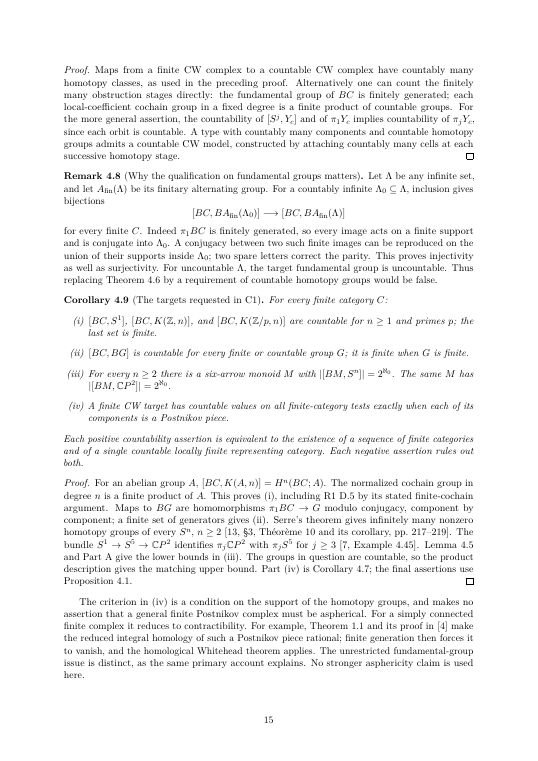 Proof. Maps from a finite CW complex to a countable CW complex have countably many
homotopy classes, as used in the preceding proof. Alternatively one can count the finitely
many obstruction stages directly: the fundamental group of BC is finitely generated; each
local-coefficient cochain group in a fixed degree is a finite product of countable groups. For
the more general assertion, the countability of [S^j, Y_c] and of π₁Y_c implies countability of π_jY_c,
since each orbit is countable. A type with countably many components and countable homotopy
groups admits a countable CW model, constructed by attaching countably many cells at each
successive homotopy stage. □
Remark 4.8 (Why the qualification on fundamental groups matters). Let Λ be any infinite set,
and let A_fin(Λ) be its finitary alternating group. For a countably infinite Λ₀ ⊆ Λ, inclusion gives
bijections
[BC, BA_fin(Λ₀)] ⟶ [BC, BA_fin(Λ)]
for every finite C. Indeed π₁BC is finitely generated, so every image acts on a finite support
and is conjugate into Λ₀. A conjugacy between two such finite images can be reproduced on the
union of their supports inside Λ₀; two spare letters correct the parity. This proves injectivity
as well as surjectivity. For uncountable Λ, the target fundamental group is uncountable. Thus
replacing Theorem 4.6 by a requirement of countable homotopy groups would be false.
Corollary 4.9 (The targets requested in C1). For every finite category C:
(i) [BC, S¹], [BC, K(ℤ, n)], and [BC, K(ℤ/p, n)] are countable for n ≥ 1 and primes p; the
last set is finite.
(ii) [BC, BG] is countable for every finite or countable group G; it is finite when G is finite.
(iii) For every n ≥ 2 there is a six-arrow monoid M with |[BM, Sⁿ]| = 2^ℵ₀. The same M has
|[BM, ℂP²]| = 2^ℵ₀.
(iv) A finite CW target has countable values on all finite-category tests exactly when each of its
components is a Postnikov piece.
Each positive countability assertion is equivalent to the existence of a sequence of finite categories
and of a single countable locally finite representing category. Each negative assertion rules out
both.
Proof. For an abelian group A, [BC, K(A, n)] = Hⁿ(BC; A). The normalized cochain group in
degree n is a finite product of A. This proves (i), including R1 D.5 by its stated finite-cochain
argument. Maps to BG are homomorphisms π₁BC → G modulo conjugacy, component by
component; a finite set of generators gives (ii). Serre's theorem gives infinitely many nonzero
homotopy groups of every Sⁿ, n ≥ 2 [13, §3, Théorème 10 and its corollary, pp. 217–219]. The
bundle S¹ → S⁵ → ℂP² identifies π_jℂP² with π_jS⁵ for j ≥ 3 [7, Example 4.45]. Lemma 4.5
and Part A give the lower bounds in (iii). The groups in question are countable, so the product
description gives the matching upper bound. Part (iv) is Corollary 4.7; the final assertions use
Proposition 4.1. □
The criterion in (iv) is a condition on the support of the homotopy groups, and makes no
assertion that a general finite Postnikov complex must be aspherical. For a simply connected
finite complex it reduces to contractibility. For example, Theorem 1.1 and its proof in [4] make
the reduced integral homology of such a Postnikov piece rational; finite generation then forces it
to vanish, and the homological Whitehead theorem applies. The unrestricted fundamental-group
issue is distinct, as the same primary account explains. No stronger asphericity claim is used
here.
15